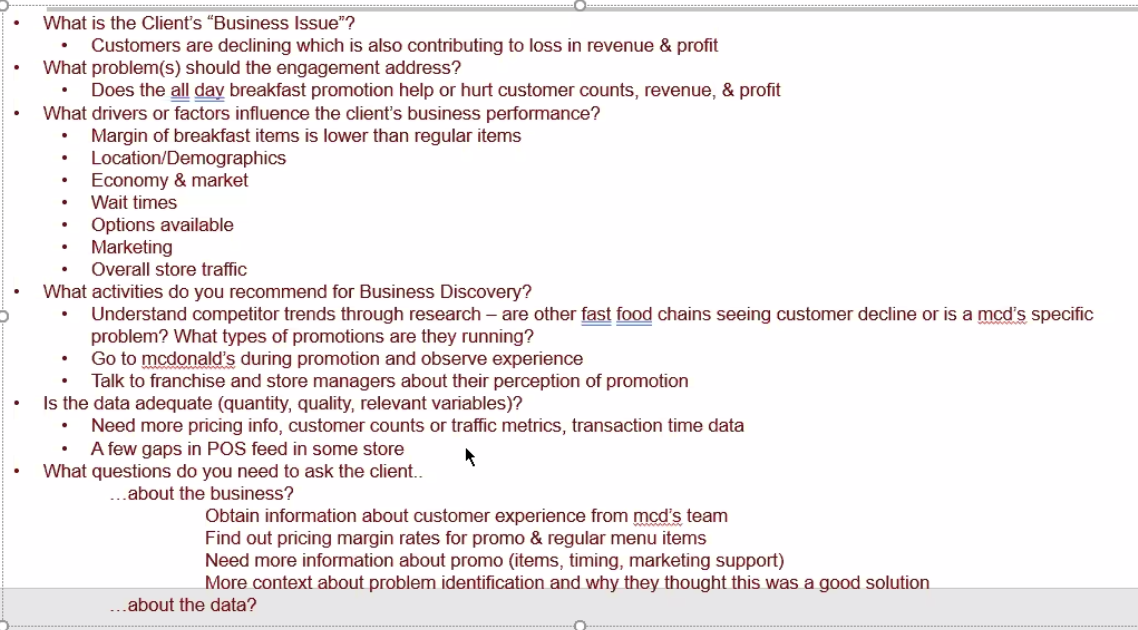 • What is the Client's “Business Issue”?
• Customers are declining which is also contributing to loss in revenue & profit
• What problem(s) should the engagement address?
• Does the all day breakfast promotion help or hurt customer counts, revenue, & profit
• What drivers or factors influence the client's business performance?
• Margin of breakfast items is lower than regular items
• Location/Demographics
• Economy & market
• Wait times
• Options available
• Marketing
• Overall store traffic
• What activities do you recommend for Business Discovery?
• Understand competitor trends through research – are other fast food chains seeing customer decline or is a mcd's specific
problem? What types of promotions are they running?
• Go to mcdonald's during promotion and observe experience
• Talk to franchise and store managers about their perception of promotion
• Is the data adequate (quantity, quality, relevant variables)?
• Need more pricing info, customer counts or traffic metrics, transaction time data
• A few gaps in POS feed in some store
• What questions do you need to ask the client..
…about the business?
Obtain information about customer experience from mcd's team
Find out pricing margin rates for promo & regular menu items
Need more information about promo (items, timing, marketing support)
More context about problem identification and why they thought this was a good solution
…about the data?